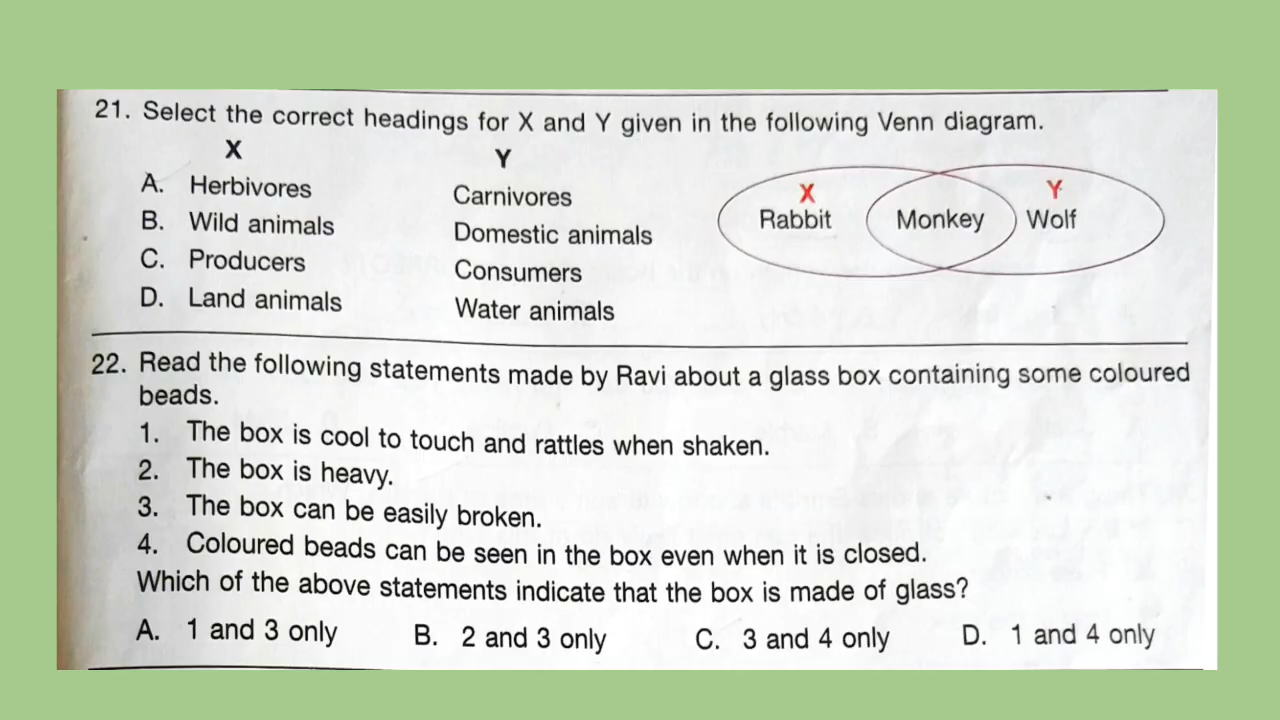 21. Select the correct headings for X and Y given in the following Venn diagram.
X Y
A. Herbivores Carnivores
B. Wild animals Domestic animals
C. Producers Consumers
D. Land animals Water animals
X Y
Rabbit Monkey Wolf
22. Read the following statements made by Ravi about a glass box containing some coloured
beads.
1. The box is cool to touch and rattles when shaken.
2. The box is heavy.
3. The box can be easily broken.
4. Coloured beads can be seen in the box even when it is closed.
Which of the above statements indicate that the box is made of glass?
A. 1 and 3 only B. 2 and 3 only C. 3 and 4 only D. 1 and 4 only